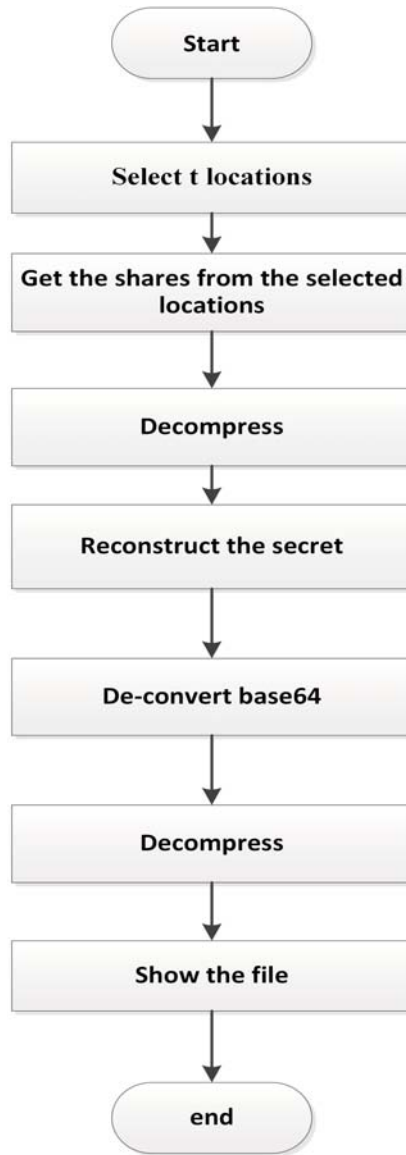 Start
Select t locations
Get the shares from the selected
locations
Decompress
Reconstruct the secret
De-convert base64
Decompress
Show the file
end